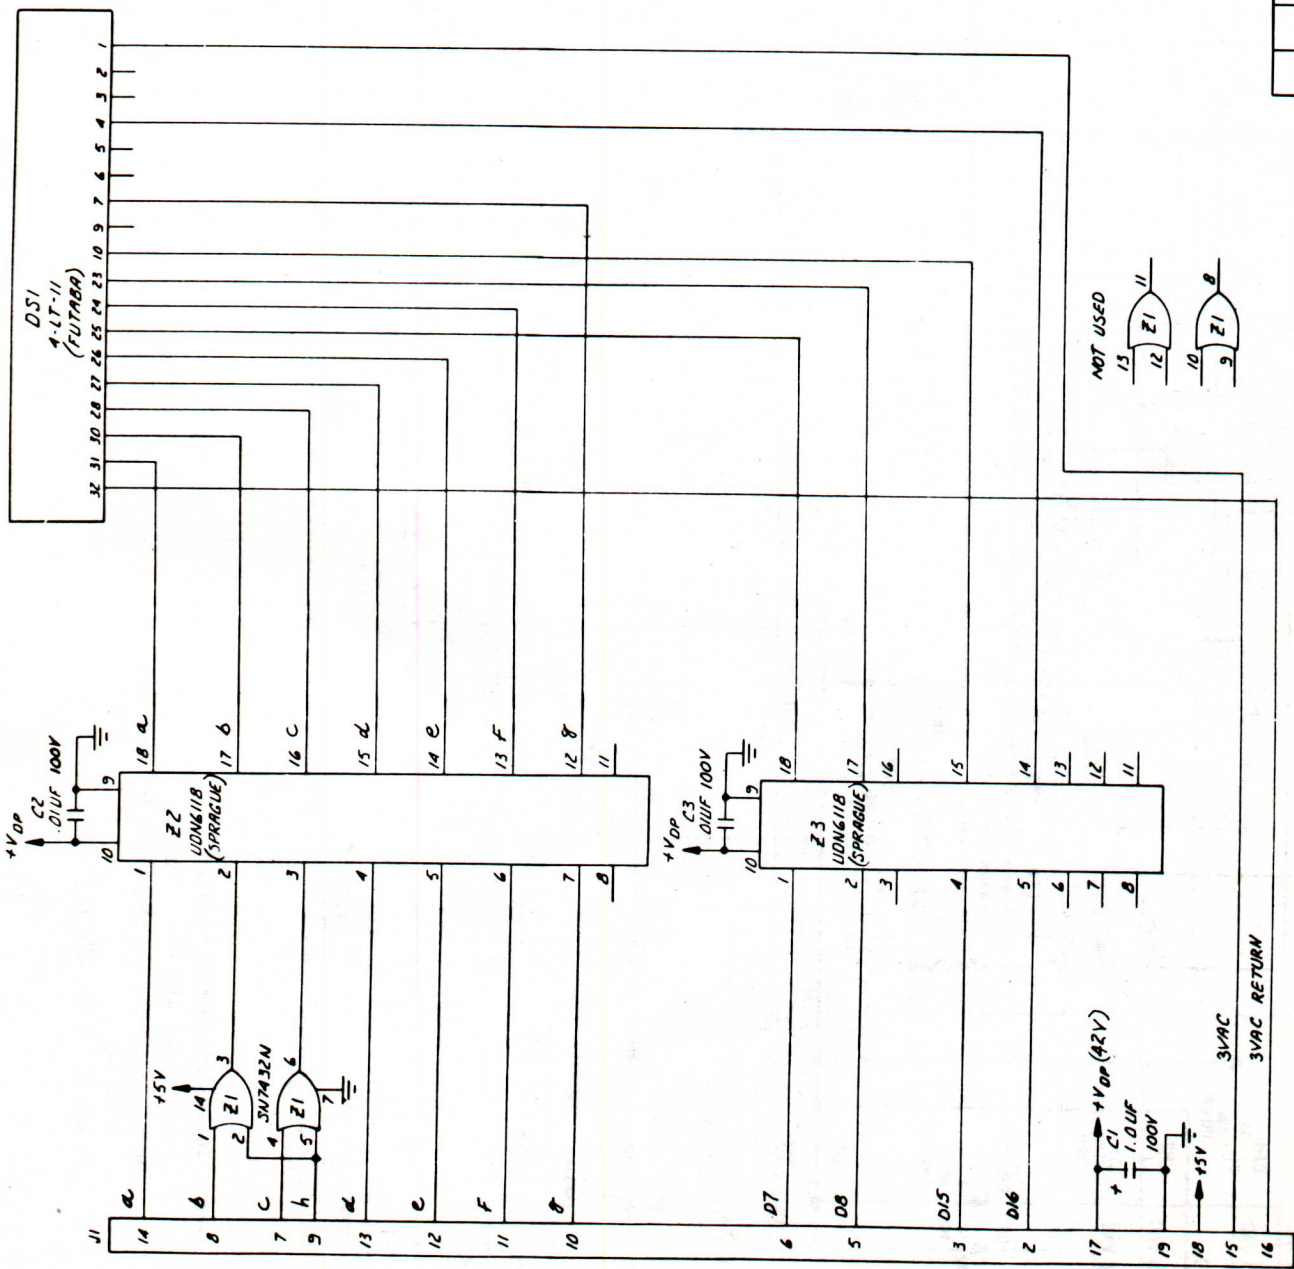 DS1
4-LT-11
(FUTABA)
32 31 30 28 27 26 25 24 23 10 9 7 6 5 4 3 2 1
+VDP
C2
.01UF 100V
10 9
Z2
UDN6118
(SPRAGUE)
1 18 a
2 17 b
3 16 c
4 15 d
5 14 e
6 13 F
7 12 g
8 11
+5V
14
1
2
Z1
3
SN7432N
4
5
Z1
6
7
+VDP
C3
.01UF 100V
10 9
Z3
UDN6118
(SPRAGUE)
1 18
2 17
3 16
4 15
5 14
6 13
7 12
8 11
J1
14 a
8 b
7 c
9 h
13 d
12 e
11 F
10 g
6 D7
5 D8
3 D15
2 D16
17 +VDP (42V)
+ C1
1.0UF
100V
19
18 +5V
15 3VAC
16 3VAC RETURN
NOT USED
13
12
Z1
11
10
9
Z1
8